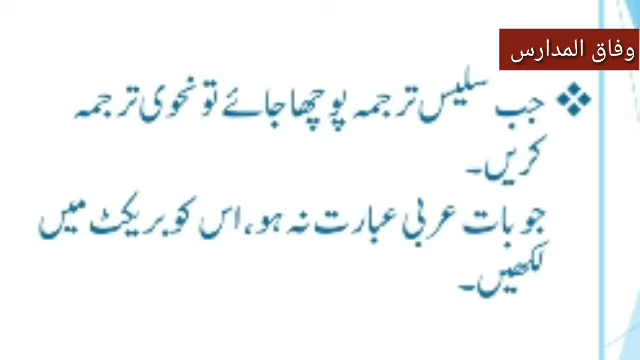 وفاق المدارس
❖ جب سلیس ترجمہ پوچھا جائے تو نحوی ترجمہ
کریں۔
جو بات عربی عبارت نہ ہو، اس کو بریکٹ میں
لکھیں۔